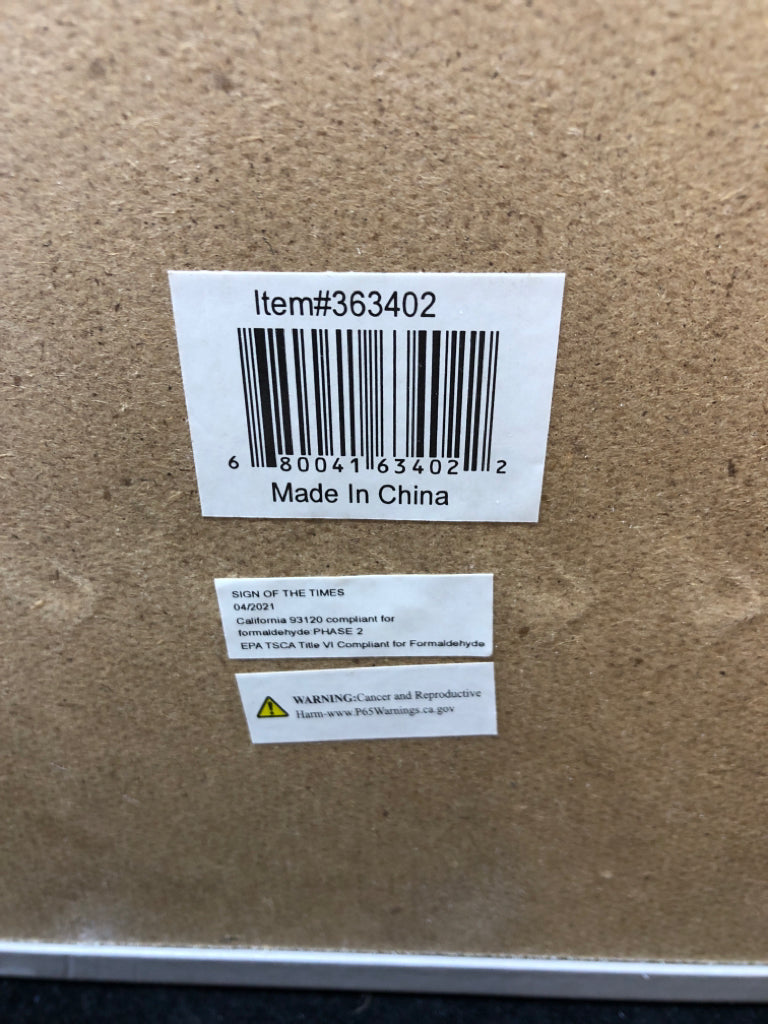 Item#363402
6 80041 63402 2
Made In China
SIGN OF THE TIMES
04/2021
California 93120 compliant for
formaldehyde PHASE 2
EPA TSCA Title VI Compliant for Formaldehyde
WARNING:Cancer and Reproductive
Harm-www.P65Warnings.ca.gov